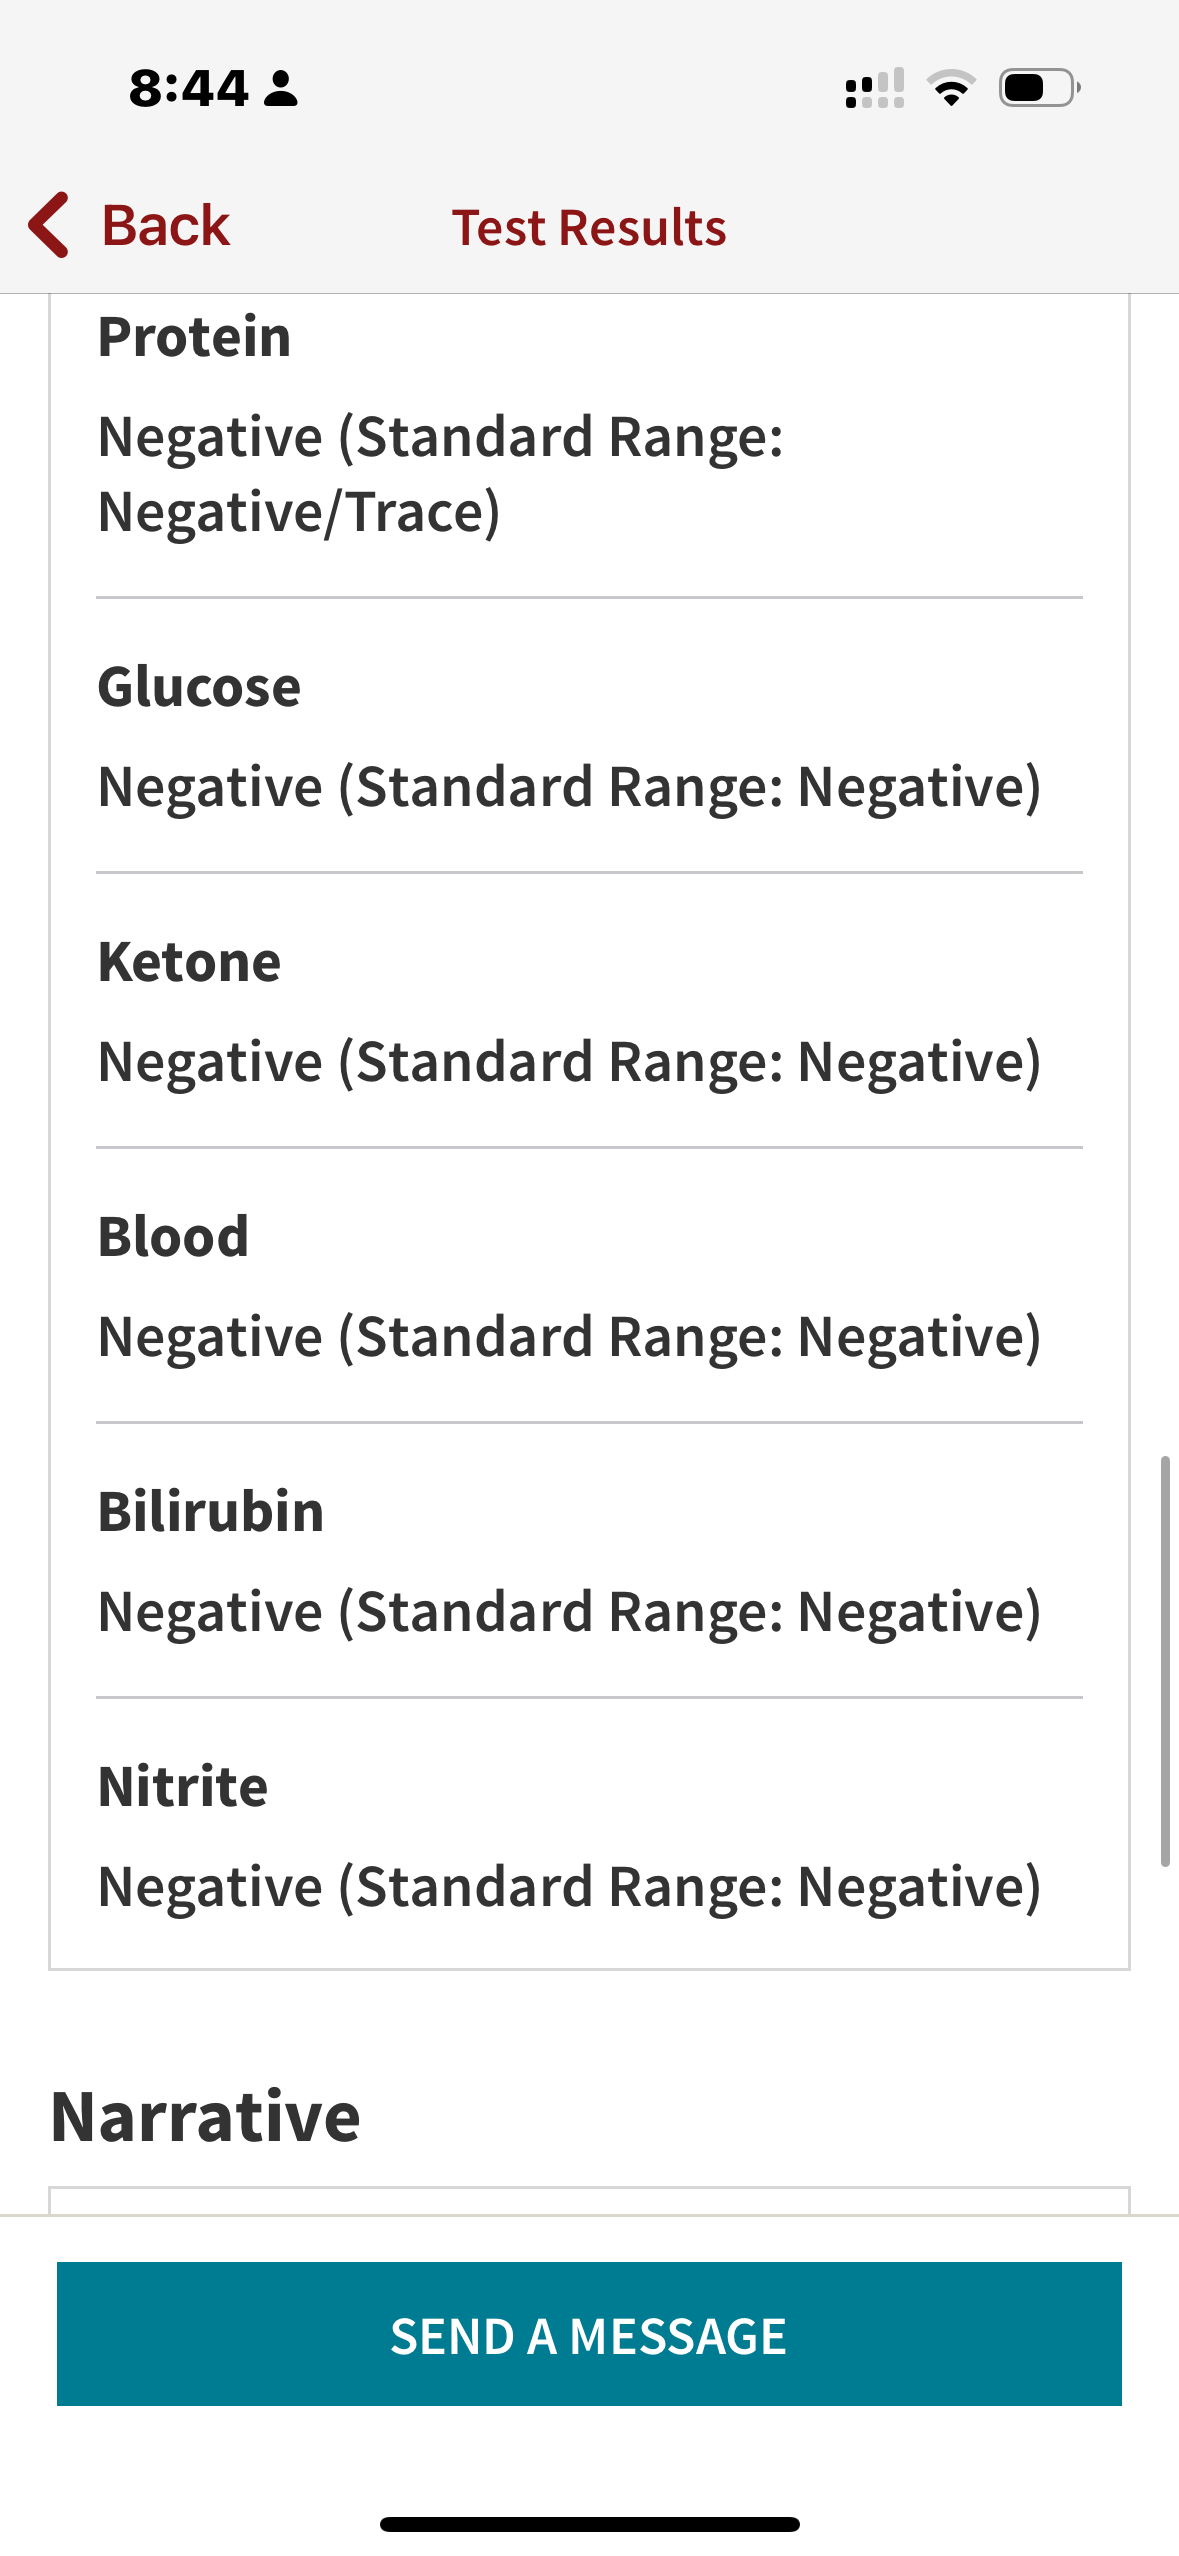 8:44
Back
Test Results
Protein
Negative (Standard Range:
Negative/Trace)
Glucose
Negative (Standard Range: Negative)
Ketone
Negative (Standard Range: Negative)
Blood
Negative (Standard Range: Negative)
Bilirubin
Negative (Standard Range: Negative)
Nitrite
Negative (Standard Range: Negative)
Narrative
SEND A MESSAGE